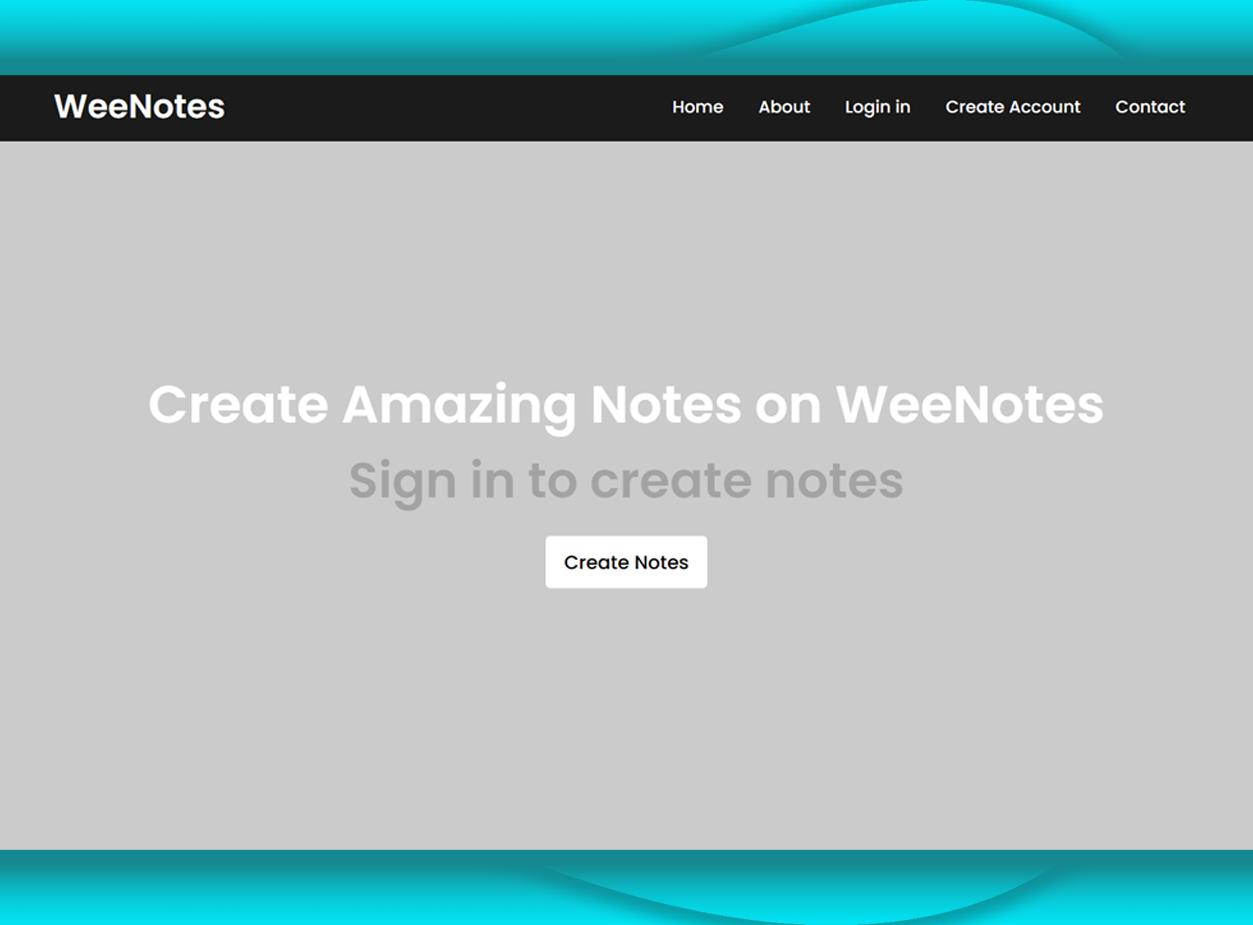 WeeNotes
Home About Login in Create Account Contact
Create Amazing Notes on WeeNotes
Sign in to create notes
Create Notes